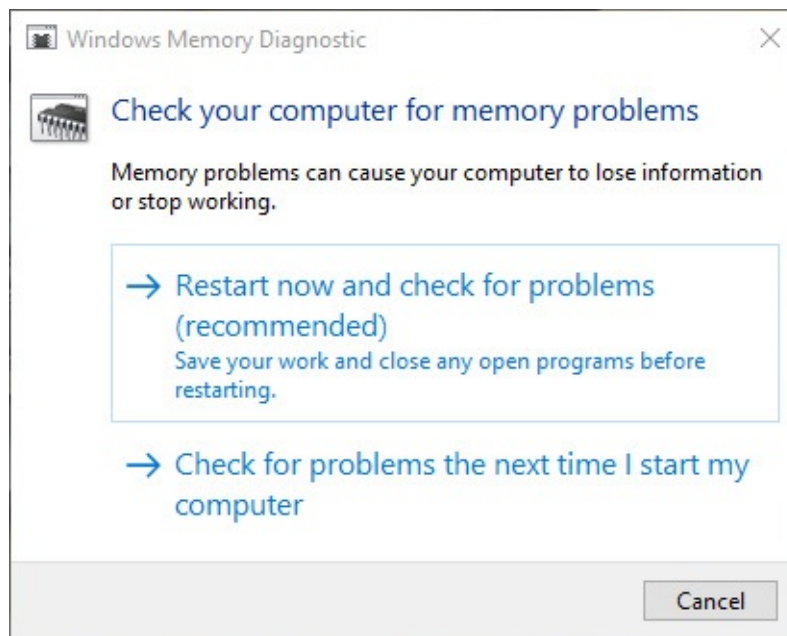 Windows Memory Diagnostic
Check your computer for memory problems
Memory problems can cause your computer to lose information
or stop working.
Restart now and check for problems
(recommended)
Save your work and close any open programs before
restarting.
Check for problems the next time I start my
computer
Cancel